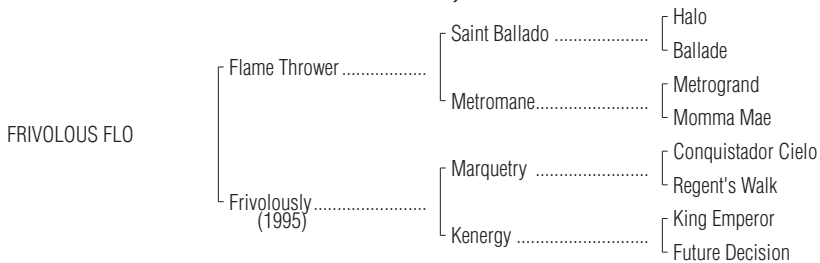 Halo
Saint Ballado ....................
Ballade
Flame Thrower ..................
Metrogrand
Metromane........................
Momma Mae
FRIVOLOUS FLO
Conquistador Cielo
Marquetry ........................
Regent's Walk
Frivolously ........................
(1995)
King Emperor
Kenergy ............................
Future Decision